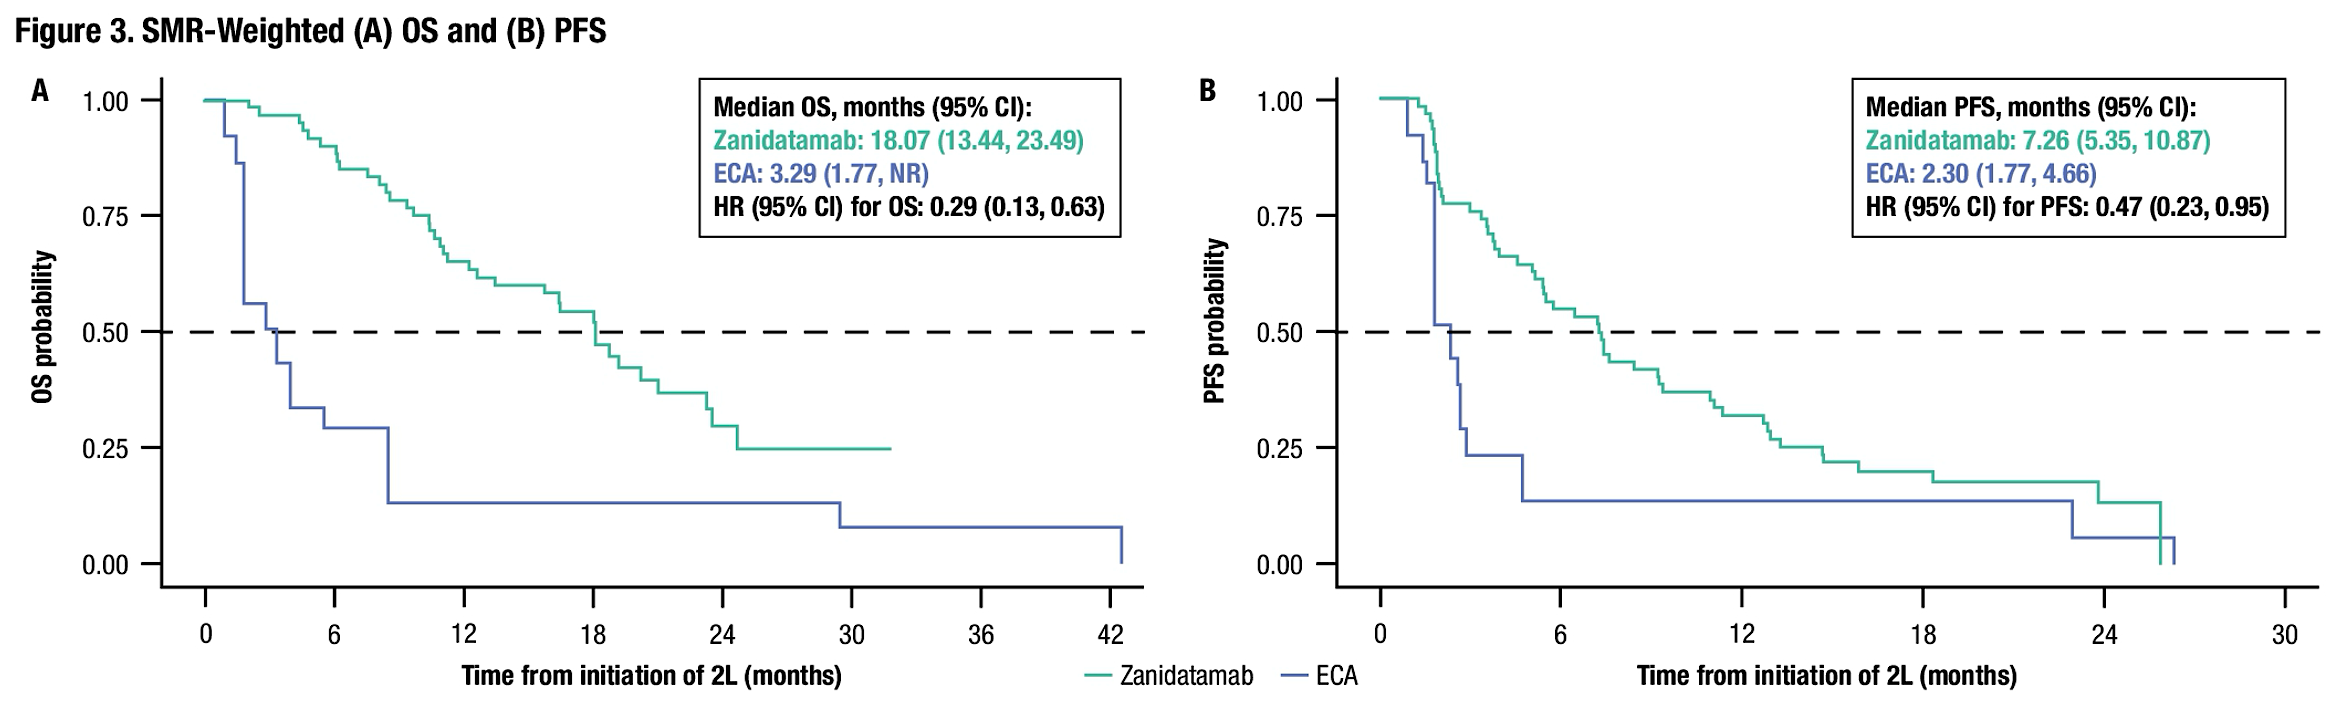 Figure 3. SMR-Weighted (A) OS and (B) PFS
A
Median OS, months (95% CI):
Zanidatamab: 18.07 (13.44, 23.49)
ECA: 3.29 (1.77, NR)
HR (95% CI) for OS: 0.29 (0.13, 0.63)
OS probability
1.00
0.75
0.50
0.25
0.00
0 6 12 18 24 30 36 42
Time from initiation of 2L (months)
B
Median PFS, months (95% CI):
Zanidatamab: 7.26 (5.35, 10.87)
ECA: 2.30 (1.77, 4.66)
HR (95% CI) for PFS: 0.47 (0.23, 0.95)
PFS probability
1.00
0.75
0.50
0.25
0.00
0 6 12 18 24 30
Time from initiation of 2L (months)
Zanidatamab ECA